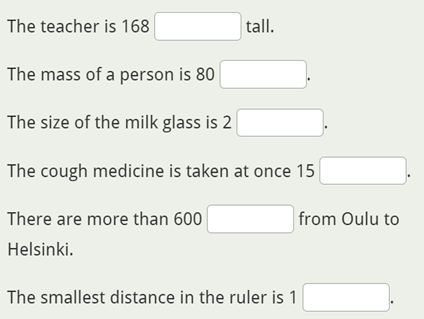 The teacher is 168 tall.
The mass of a person is 80 .
The size of the milk glass is 2 .
The cough medicine is taken at once 15 .
There are more than 600 from Oulu to
Helsinki.
The smallest distance in the ruler is 1 .